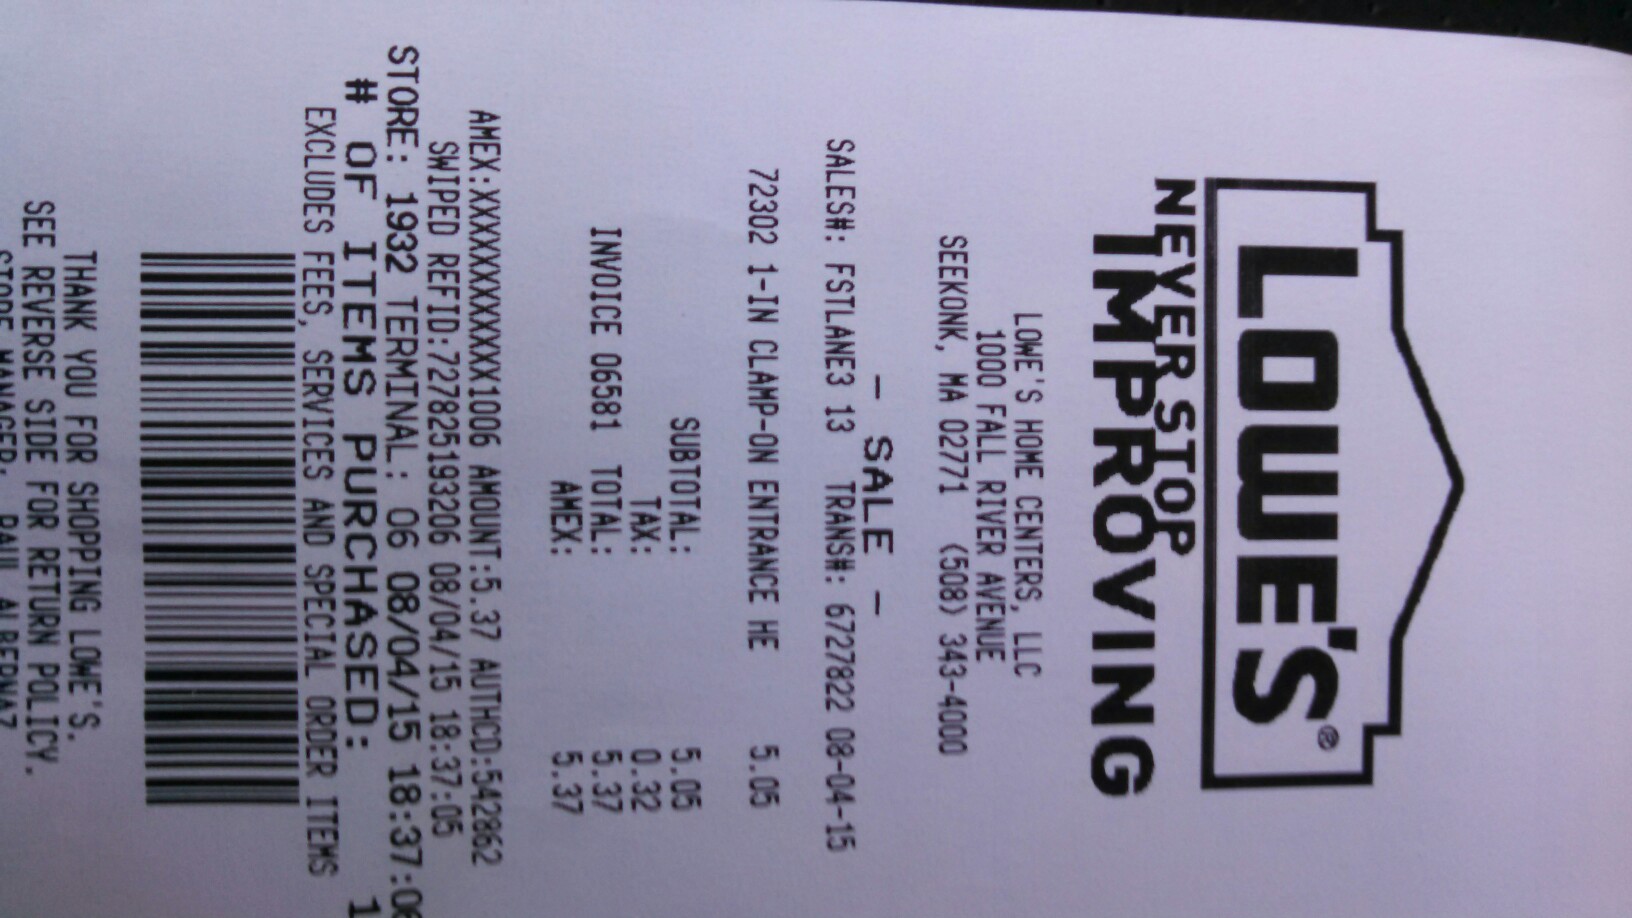 LOWE'S®
NEVER STOP
IMPROVING
LOWE'S HOME CENTERS, LLC
1000 FALL RIVER AVENUE
SEEKONK, MA 02771 (508) 343-4000
- SALE -
SALES#: FSTLANE3 13 TRANS#: 6727822 08-04-15
72302 1-IN CLAMP-ON ENTRANCE HE 5.05
SUBTOTAL: 5.05
TAX: 0.32
INVOICE 06581 TOTAL: 5.37
AMEX: 5.37
AMEX:XXXXXXXXXXXX1006 AMOUNT:5.37 AUTHCD:542862
SWIPED REFID:727825193206 08/04/15 18:37:05
STORE: 1932 TERMINAL: 06 08/04/15 18:37:06
# OF ITEMS PURCHASED: 1
EXCLUDES FEES, SERVICES AND SPECIAL ORDER ITEMS
THANK YOU FOR SHOPPING LOWE'S.
SEE REVERSE SIDE FOR RETURN POLICY.
STORE MANAGER: PAUL ALBERNAZ